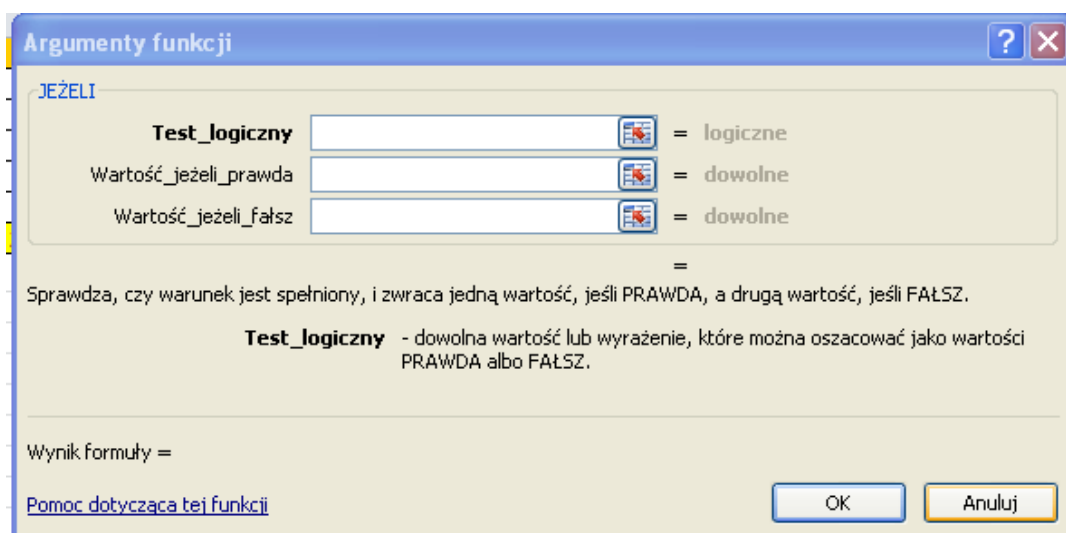 Argumenty funkcji
JEŻELI
Test_logiczny = logiczne
Wartość_jeżeli_prawda = dowolne
Wartość_jeżeli_fałsz = dowolne
=
Sprawdza, czy warunek jest spełniony, i zwraca jedną wartość, jeśli PRAWDA, a drugą wartość, jeśli FAŁSZ.
Test_logiczny - dowolna wartość lub wyrażenie, które można oszacować jako wartości
PRAWDA albo FAŁSZ.
Wynik formuły =
Pomoc dotycząca tej funkcji OK Anuluj